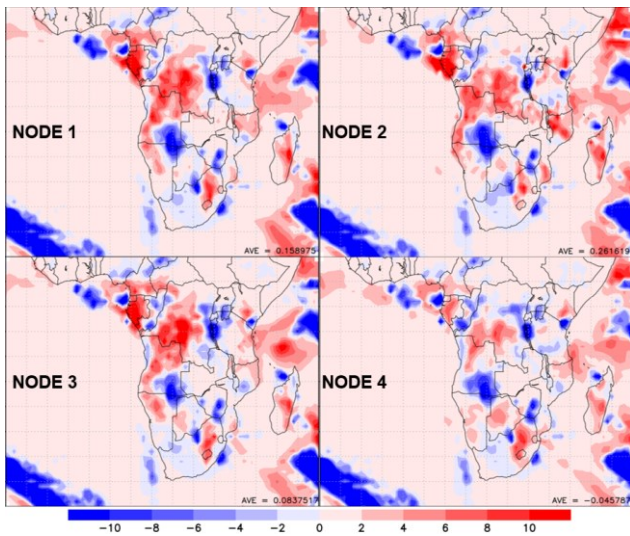 NODE 1
AVE = 0.158975
NODE 2
AVE = 0.261619
NODE 3
AVE = 0.0837517
NODE 4
AVE = -0.045787
-10 -8 -6 -4 -2 0 2 4 6 8 10